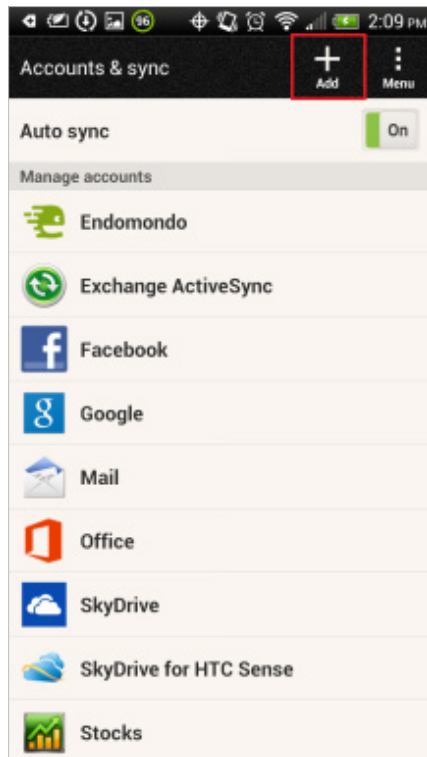 96 2:09 PM
Accounts & sync Add Menu
Auto sync On
Manage accounts
Endomondo
Exchange ActiveSync
Facebook
Google
Mail
Office
SkyDrive
SkyDrive for HTC Sense
Stocks